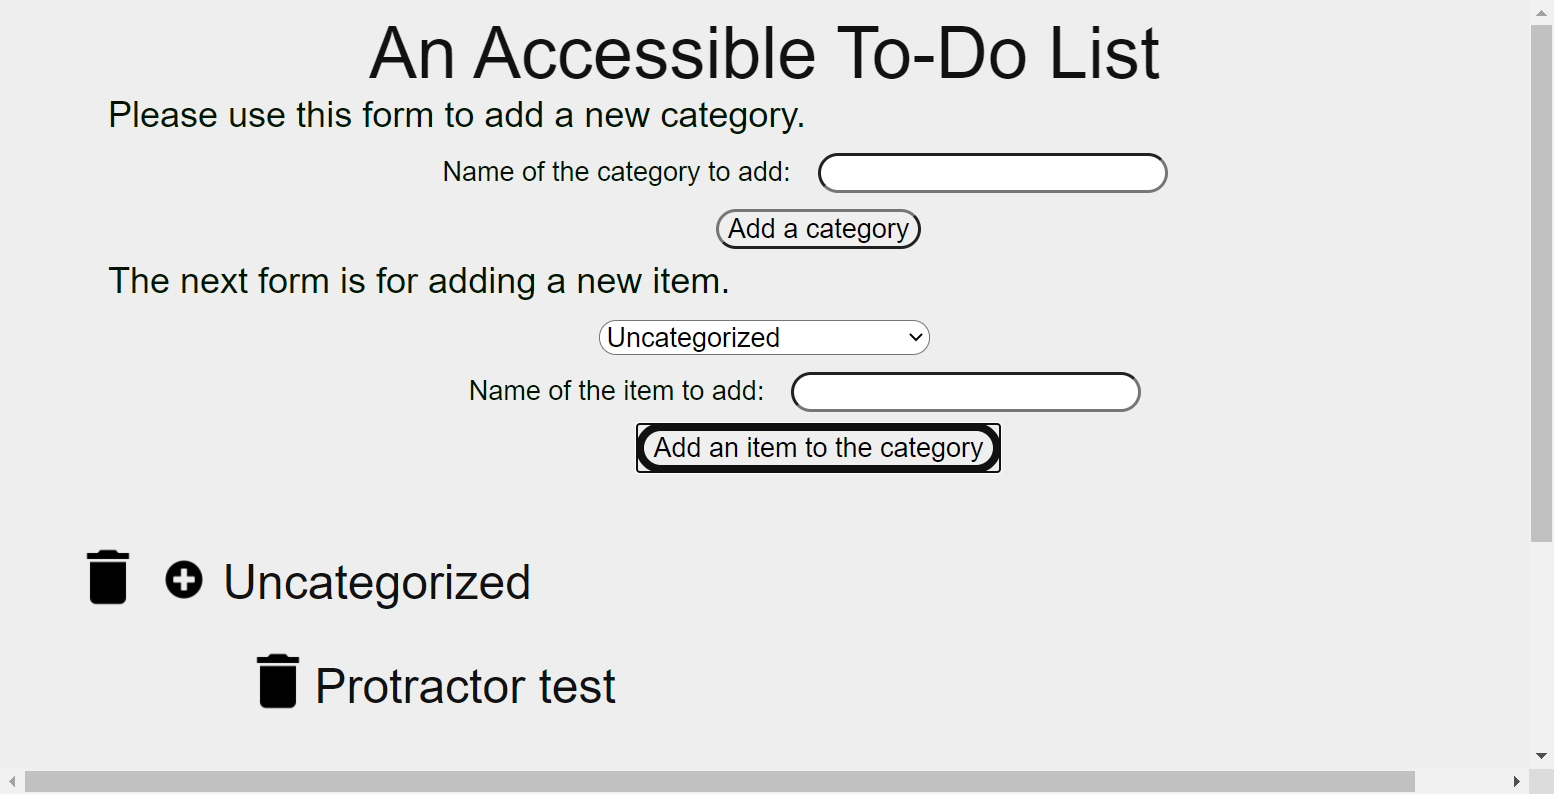 An Accessible To-Do List
Please use this form to add a new category.
Name of the category to add:
Add a category
The next form is for adding a new item.
Uncategorized
Name of the item to add:
Add an item to the category
Uncategorized
Protractor test